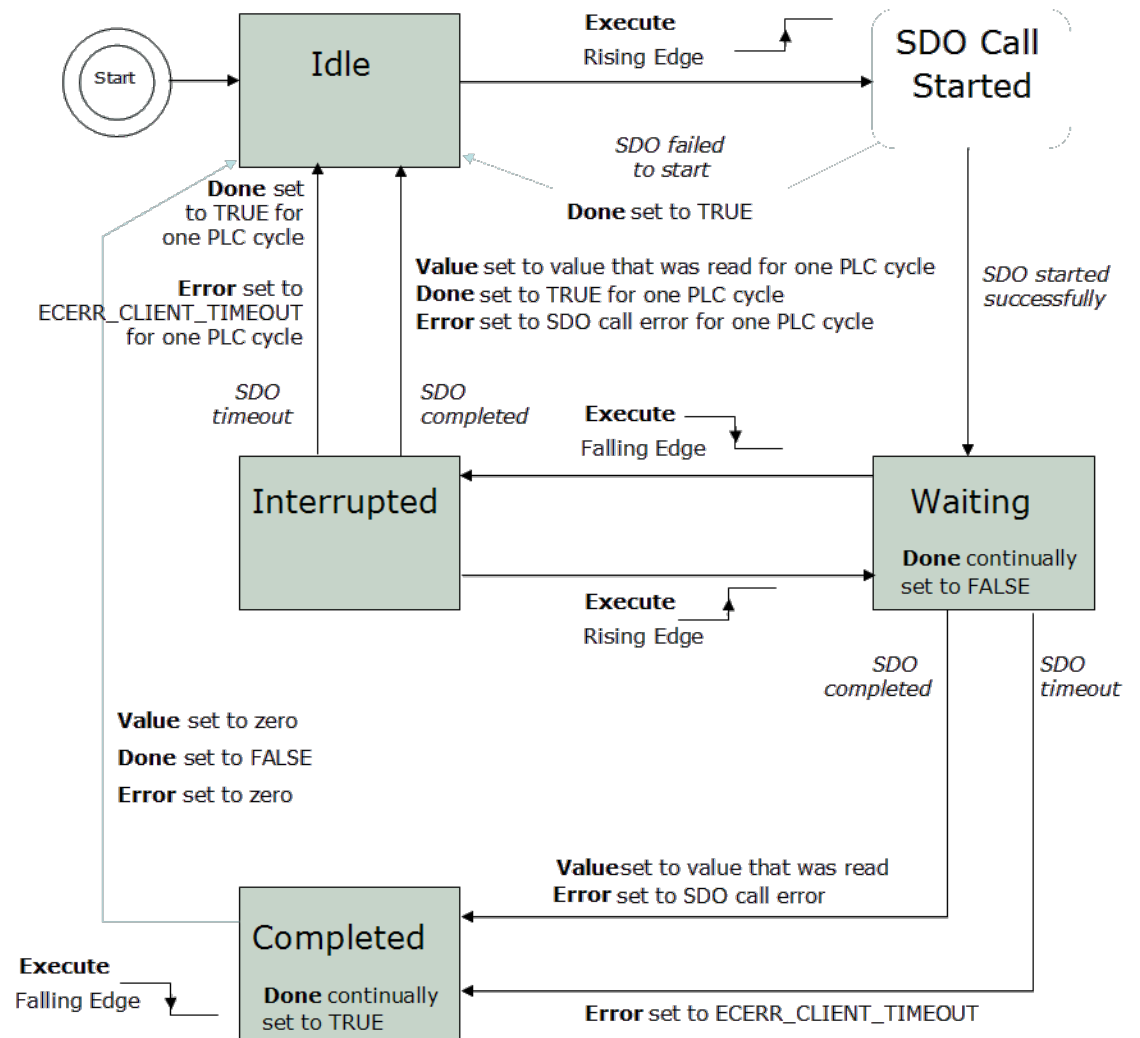 Start
Idle
Execute
Rising Edge
SDO Call
Started
SDO failed
to start
Done set to TRUE
Done set
to TRUE for
one PLC cycle
Error set to
ECERR_CLIENT_TIMEOUT
for one PLC cycle
Value set to value that was read for one PLC cycle
Done set to TRUE for one PLC cycle
Error set to SDO call error for one PLC cycle
SDO started
successfully
SDO
timeout
SDO
completed
Execute
Falling Edge
Interrupted
Waiting
Done continually
set to FALSE
Execute
Rising Edge
SDO
completed
SDO
timeout
Value set to zero
Done set to FALSE
Error set to zero
Valueset to value that was read
Error set to SDO call error
Completed
Done continually
set to TRUE
Execute
Falling Edge
Error set to ECERR_CLIENT_TIMEOUT